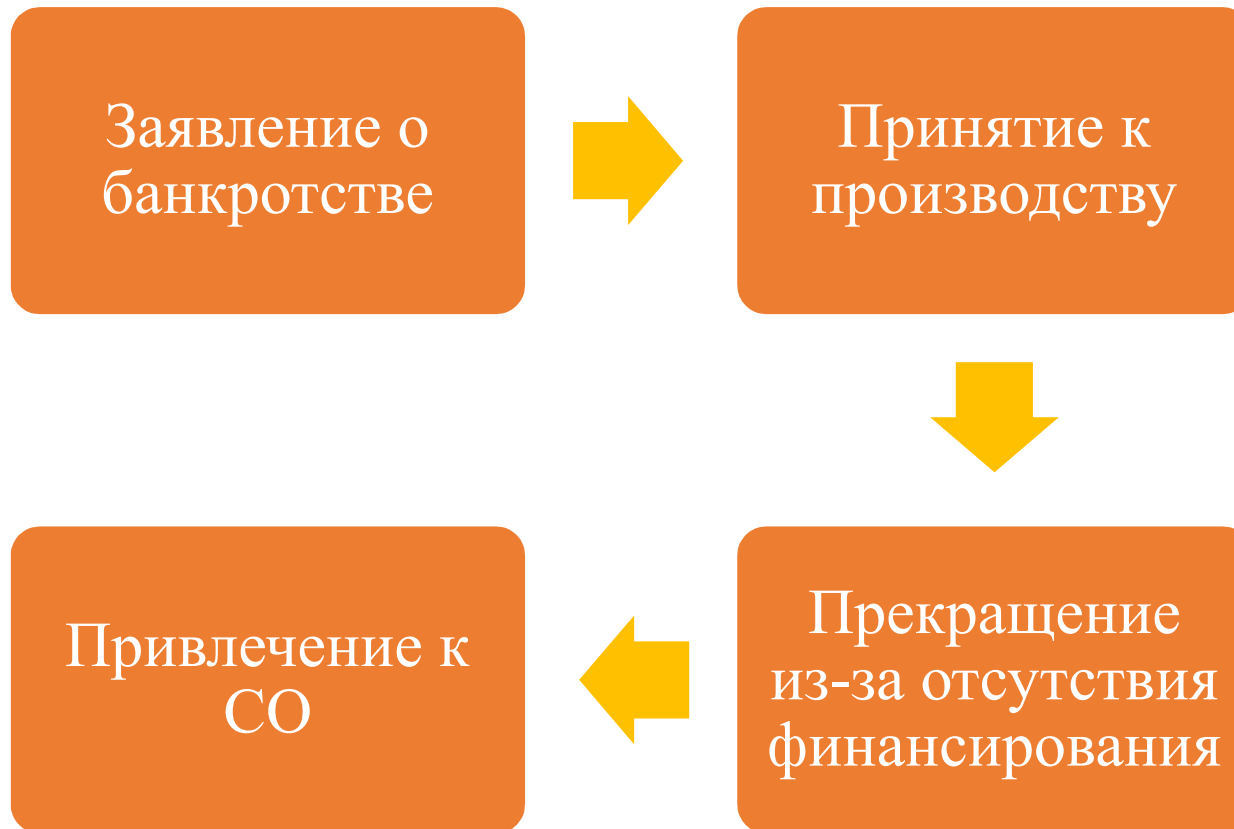 Заявление о
банкротстве
Принятие к
производству
Прекращение
из-за отсутствия
финансирования
Привлечение к
СО